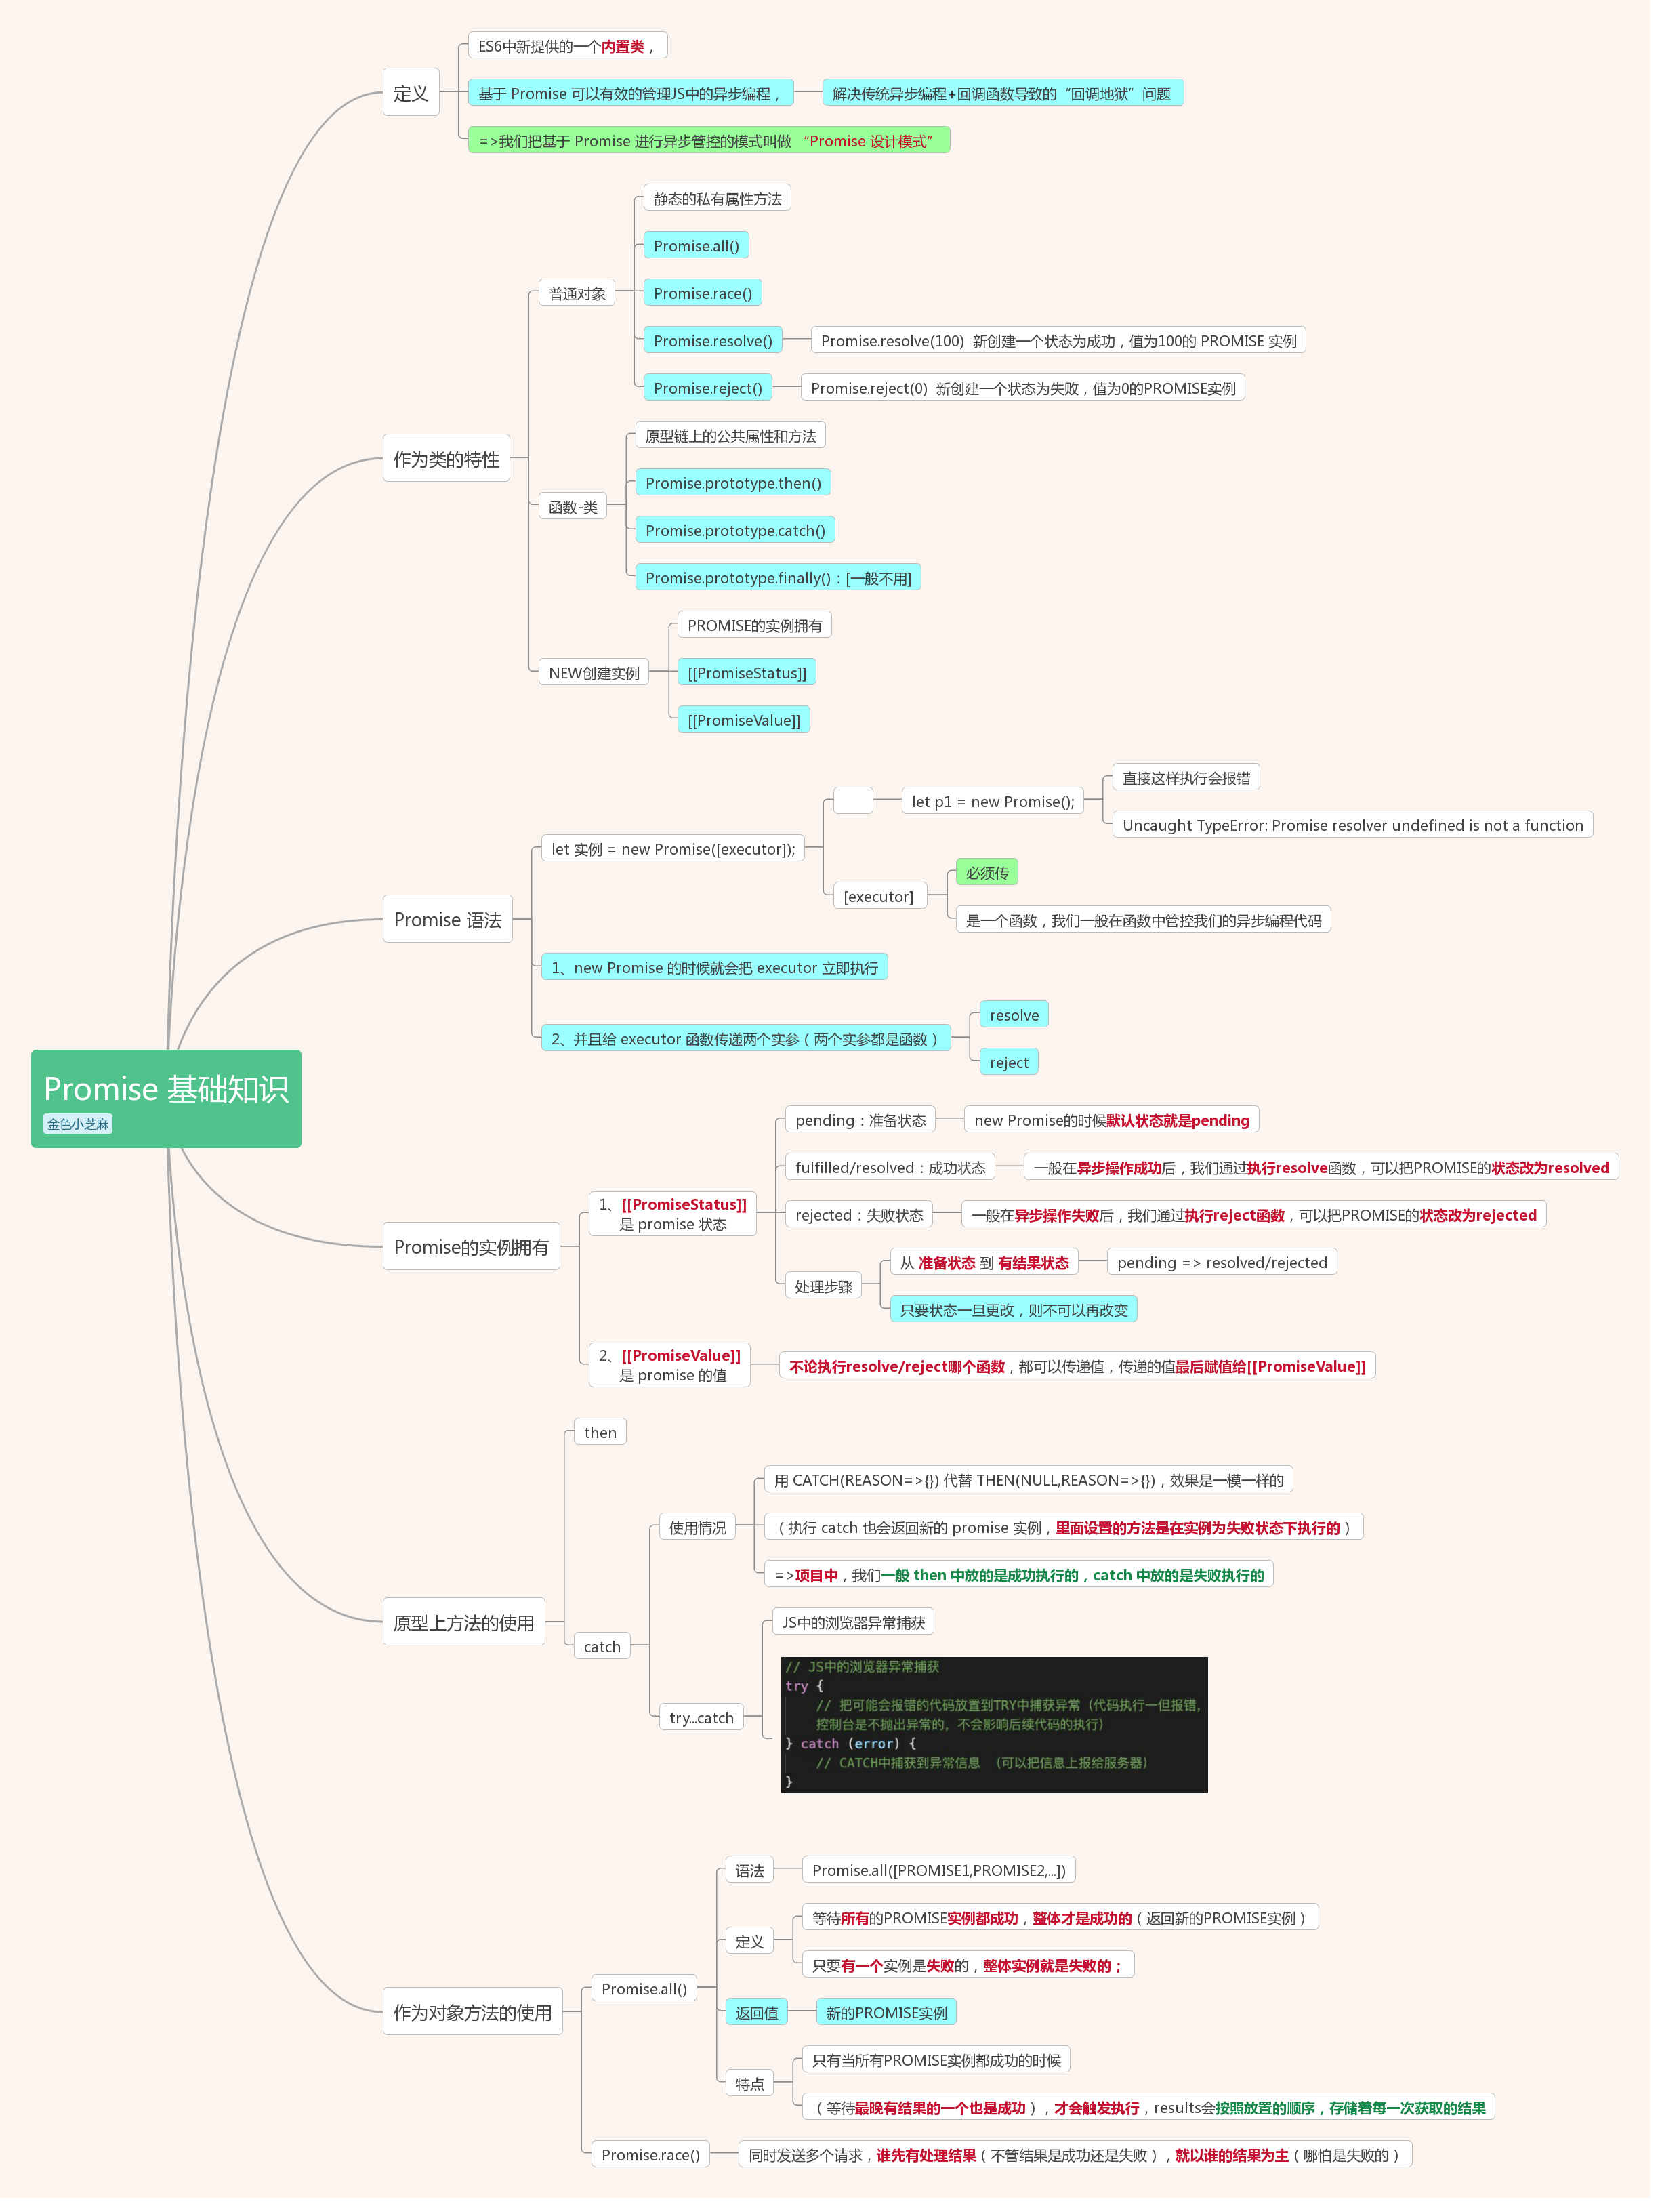 Promise 基础知识
金色小芝麻
定义
ES6中新提供的一个内置类，
基于 Promise 可以有效的管理JS中的异步编程，
解决传统异步编程+回调函数导致的“回调地狱”问题
=>我们把基于 Promise 进行异步管控的模式叫做 “Promise 设计模式”
作为类的特性
普通对象
静态的私有属性方法
Promise.all()
Promise.race()
Promise.resolve()
Promise.resolve(100) 新创建一个状态为成功，值为100的 PROMISE 实例
Promise.reject()
Promise.reject(0) 新创建一个状态为失败，值为0的PROMISE实例
函数-类
原型链上的公共属性和方法
Promise.prototype.then()
Promise.prototype.catch()
Promise.prototype.finally()：[一般不用]
NEW创建实例
PROMISE的实例拥有
[[PromiseStatus]]
[[PromiseValue]]
Promise 语法
let 实例 = new Promise([executor]);
let p1 = new Promise();
直接这样执行会报错
Uncaught TypeError: Promise resolver undefined is not a function
[executor]
必须传
是一个函数，我们一般在函数中管控我们的异步编程代码
1、new Promise 的时候就会把 executor 立即执行
2、并且给 executor 函数传递两个实参（两个实参都是函数）
resolve
reject
Promise的实例拥有
1、[[PromiseStatus]]
是 promise 状态
pending：准备状态
new Promise的时候默认状态就是pending
fulfilled/resolved：成功状态
一般在异步操作成功后，我们通过执行resolve函数，可以把PROMISE的状态改为resolved
rejected：失败状态
一般在异步操作失败后，我们通过执行reject函数，可以把PROMISE的状态改为rejected
处理步骤
从 准备状态 到 有结果状态
pending => resolved/rejected
只要状态一旦更改，则不可以再改变
2、[[PromiseValue]]
是 promise 的值
不论执行resolve/reject哪个函数，都可以传递值，传递的值最后赋值给[[PromiseValue]]
原型上方法的使用
then
catch
使用情况
用 CATCH(REASON=>{}) 代替 THEN(NULL,REASON=>{})，效果是一模一样的
（执行 catch 也会返回新的 promise 实例，里面设置的方法是在实例为失败状态下执行的）
=>项目中，我们一般 then 中放的是成功执行的，catch 中放的是失败执行的
try...catch
JS中的浏览器异常捕获
// JS中的浏览器异常捕获
try {
// 把可能会报错的代码放置到TRY中捕获异常（代码执行一但报错，
控制台是不抛出异常的，不会影响后续代码的执行）
} catch (error) {
// CATCH中捕获到异常信息 （可以把信息上报给服务器）
}
作为对象方法的使用
Promise.all()
语法
Promise.all([PROMISE1,PROMISE2,...])
定义
等待所有的PROMISE实例都成功，整体才是成功的（返回新的PROMISE实例）
只要有一个实例是失败的，整体实例就是失败的；
返回值
新的PROMISE实例
特点
只有当所有PROMISE实例都成功的时候
（等待最晚有结果的一个也是成功），才会触发执行，results会按照放置的顺序，存储着每一次获取的结果
Promise.race()
同时发送多个请求，谁先有处理结果（不管结果是成功还是失败），就以谁的结果为主（哪怕是失败的）